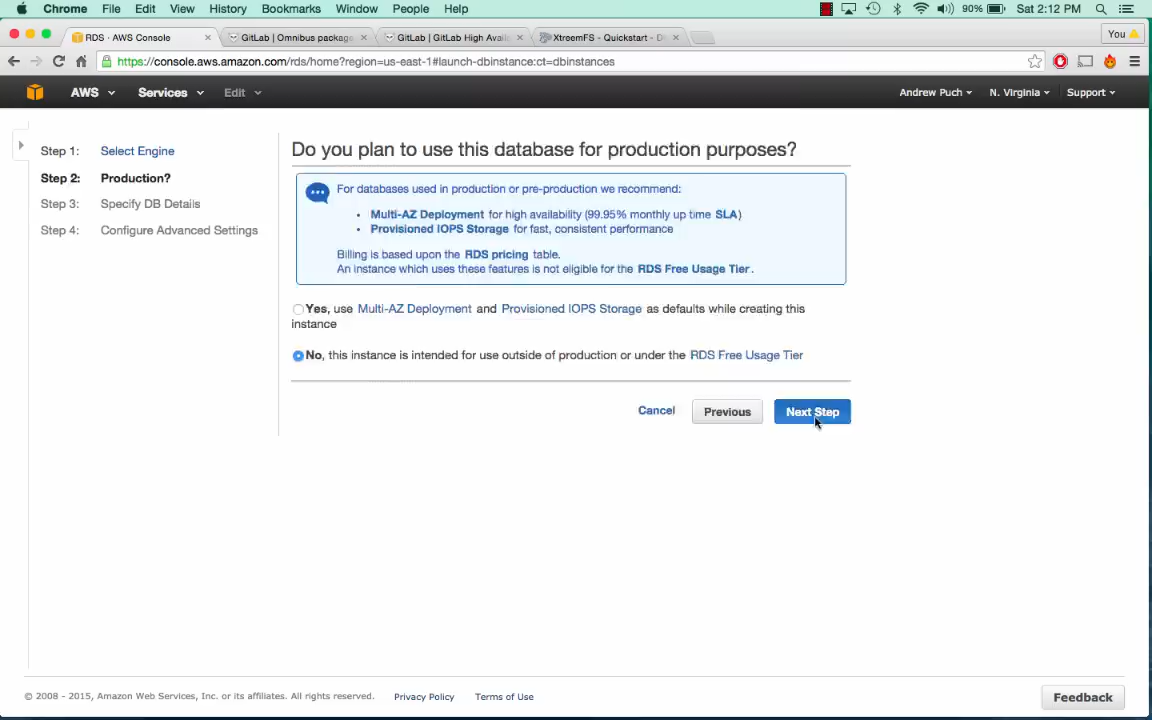 Chrome File Edit View History Bookmarks Window People Help 90% Sat 2:12 PM
RDS · AWS Console
GitLab | Omnibus package
GitLab | GitLab High Avail
XtreemFS - Quickstart - Di
You
https://console.aws.amazon.com/rds/home?region=us-east-1#launch-dbinstance:ct=dbinstances
AWS Services Edit Andrew Puch N. Virginia Support
Step 1: Select Engine
Step 2: Production?
Step 3: Specify DB Details
Step 4: Configure Advanced Settings
Do you plan to use this database for production purposes?
For databases used in production or pre-production we recommend:
• Multi-AZ Deployment for high availability (99.95% monthly up time SLA)
• Provisioned IOPS Storage for fast, consistent performance
Billing is based upon the RDS pricing table.
An instance which uses these features is not eligible for the RDS Free Usage Tier.
Yes, use Multi-AZ Deployment and Provisioned IOPS Storage as defaults while creating this
instance
No, this instance is intended for use outside of production or under the RDS Free Usage Tier
Cancel Previous Next Step
© 2008 - 2015, Amazon Web Services, Inc. or its affiliates. All rights reserved. Privacy Policy Terms of Use Feedback